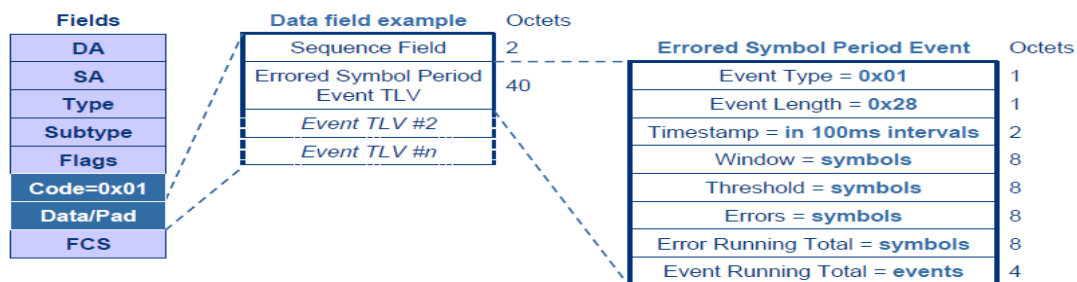 Fields
DA
SA
Type
Subtype
Flags
Code=0x01
Data/Pad
FCS
Data field example Octets
Sequence Field 2
Errored Symbol Period
Event TLV 40
Event TLV #2
Event TLV #n
Errored Symbol Period Event Octets
Event Type = 0x01 1
Event Length = 0x28 1
Timestamp = in 100ms intervals 2
Window = symbols 8
Threshold = symbols 8
Errors = symbols 8
Error Running Total = symbols 8
Event Running Total = events 4